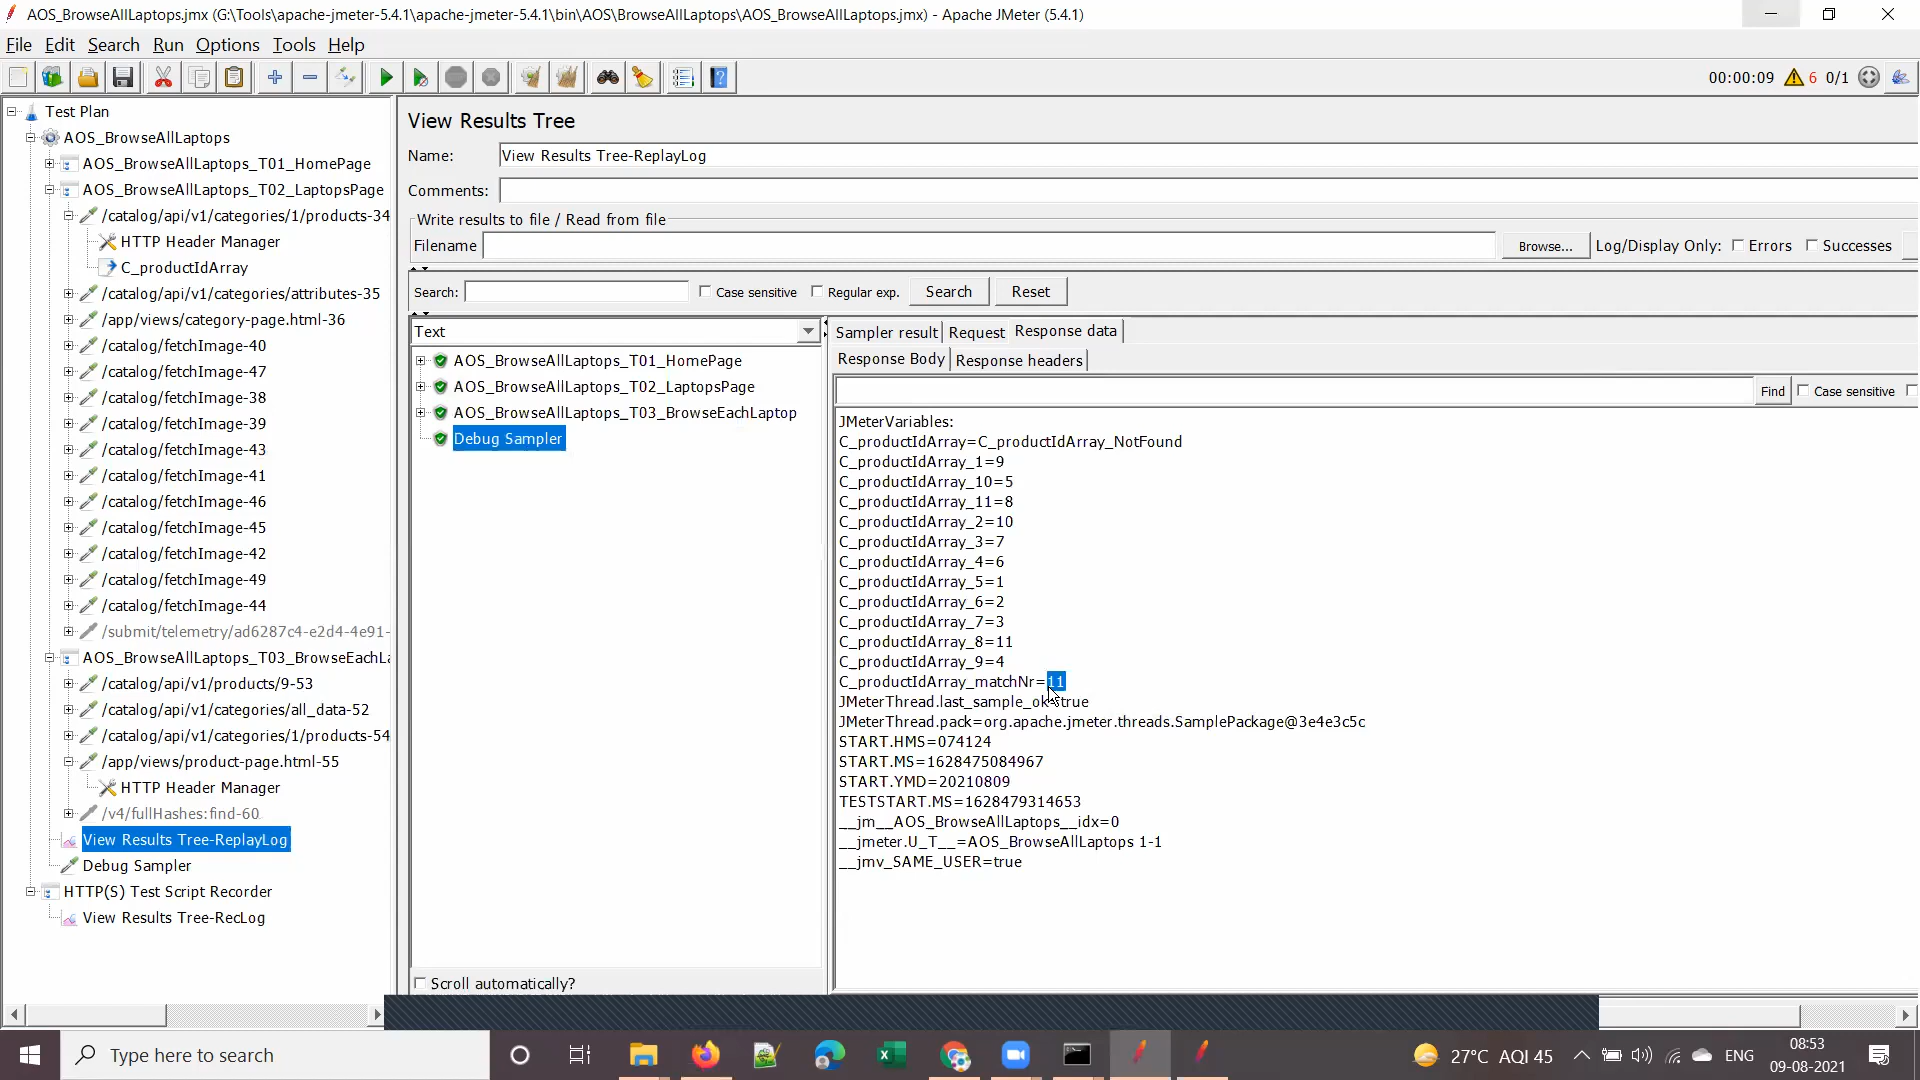 AOS_BrowseAllLaptops.jmx (G:\Tools\apache-jmeter-5.4.1\apache-jmeter-5.4.1\bin\AOS\BrowseAllLaptops\AOS_BrowseAllLaptops.jmx) - Apache JMeter (5.4.1)
File Edit Search Run Options Tools Help
00:00:09 6 0/1
Test Plan
AOS_BrowseAllLaptops
AOS_BrowseAllLaptops_T01_HomePage
AOS_BrowseAllLaptops_T02_LaptopsPage
/catalog/api/v1/categories/1/products-34
HTTP Header Manager
C_productIdArray
/catalog/api/v1/categories/attributes-35
/app/views/category-page.html-36
/catalog/fetchImage-40
/catalog/fetchImage-47
/catalog/fetchImage-38
/catalog/fetchImage-39
/catalog/fetchImage-43
/catalog/fetchImage-41
/catalog/fetchImage-46
/catalog/fetchImage-45
/catalog/fetchImage-42
/catalog/fetchImage-49
/catalog/fetchImage-44
/submit/telemetry/ad6287c4-e2d4-4e91-
AOS_BrowseAllLaptops_T03_BrowseEachLa
/catalog/api/v1/products/9-53
/catalog/api/v1/categories/all_data-52
/catalog/api/v1/categories/1/products-54
/app/views/product-page.html-55
HTTP Header Manager
/v4/fullHashes:find-60
View Results Tree-ReplayLog
Debug Sampler
HTTP(S) Test Script Recorder
View Results Tree-RecLog
View Results Tree
Name: View Results Tree-ReplayLog
Comments:
Write results to file / Read from file
Filename Browse... Log/Display Only: Errors Successes
Search: Case sensitive Regular exp. Search Reset
Text
AOS_BrowseAllLaptops_T01_HomePage
AOS_BrowseAllLaptops_T02_LaptopsPage
AOS_BrowseAllLaptops_T03_BrowseEachLaptop
Debug Sampler
Scroll automatically?
Sampler result Request Response data
Response Body Response headers
Find Case sensitive
JMeterVariables:
C_productIdArray=C_productIdArray_NotFound
C_productIdArray_1=9
C_productIdArray_10=5
C_productIdArray_11=8
C_productIdArray_2=10
C_productIdArray_3=7
C_productIdArray_4=6
C_productIdArray_5=1
C_productIdArray_6=2
C_productIdArray_7=3
C_productIdArray_8=11
C_productIdArray_9=4
C_productIdArray_matchNr=11
JMeterThread.last_sample_ok=true
JMeterThread.pack=org.apache.jmeter.threads.SamplePackage@3e4e3c5c
START.HMS=074124
START.MS=1628475084967
START.YMD=20210809
TESTSTART.MS=1628479314653
__jm__AOS_BrowseAllLaptops__idx=0
__jmeter.U_T__=AOS_BrowseAllLaptops 1-1
__jmv_SAME_USER=true
Type here to search
27°C AQI 45
ENG
08:53
09-08-2021